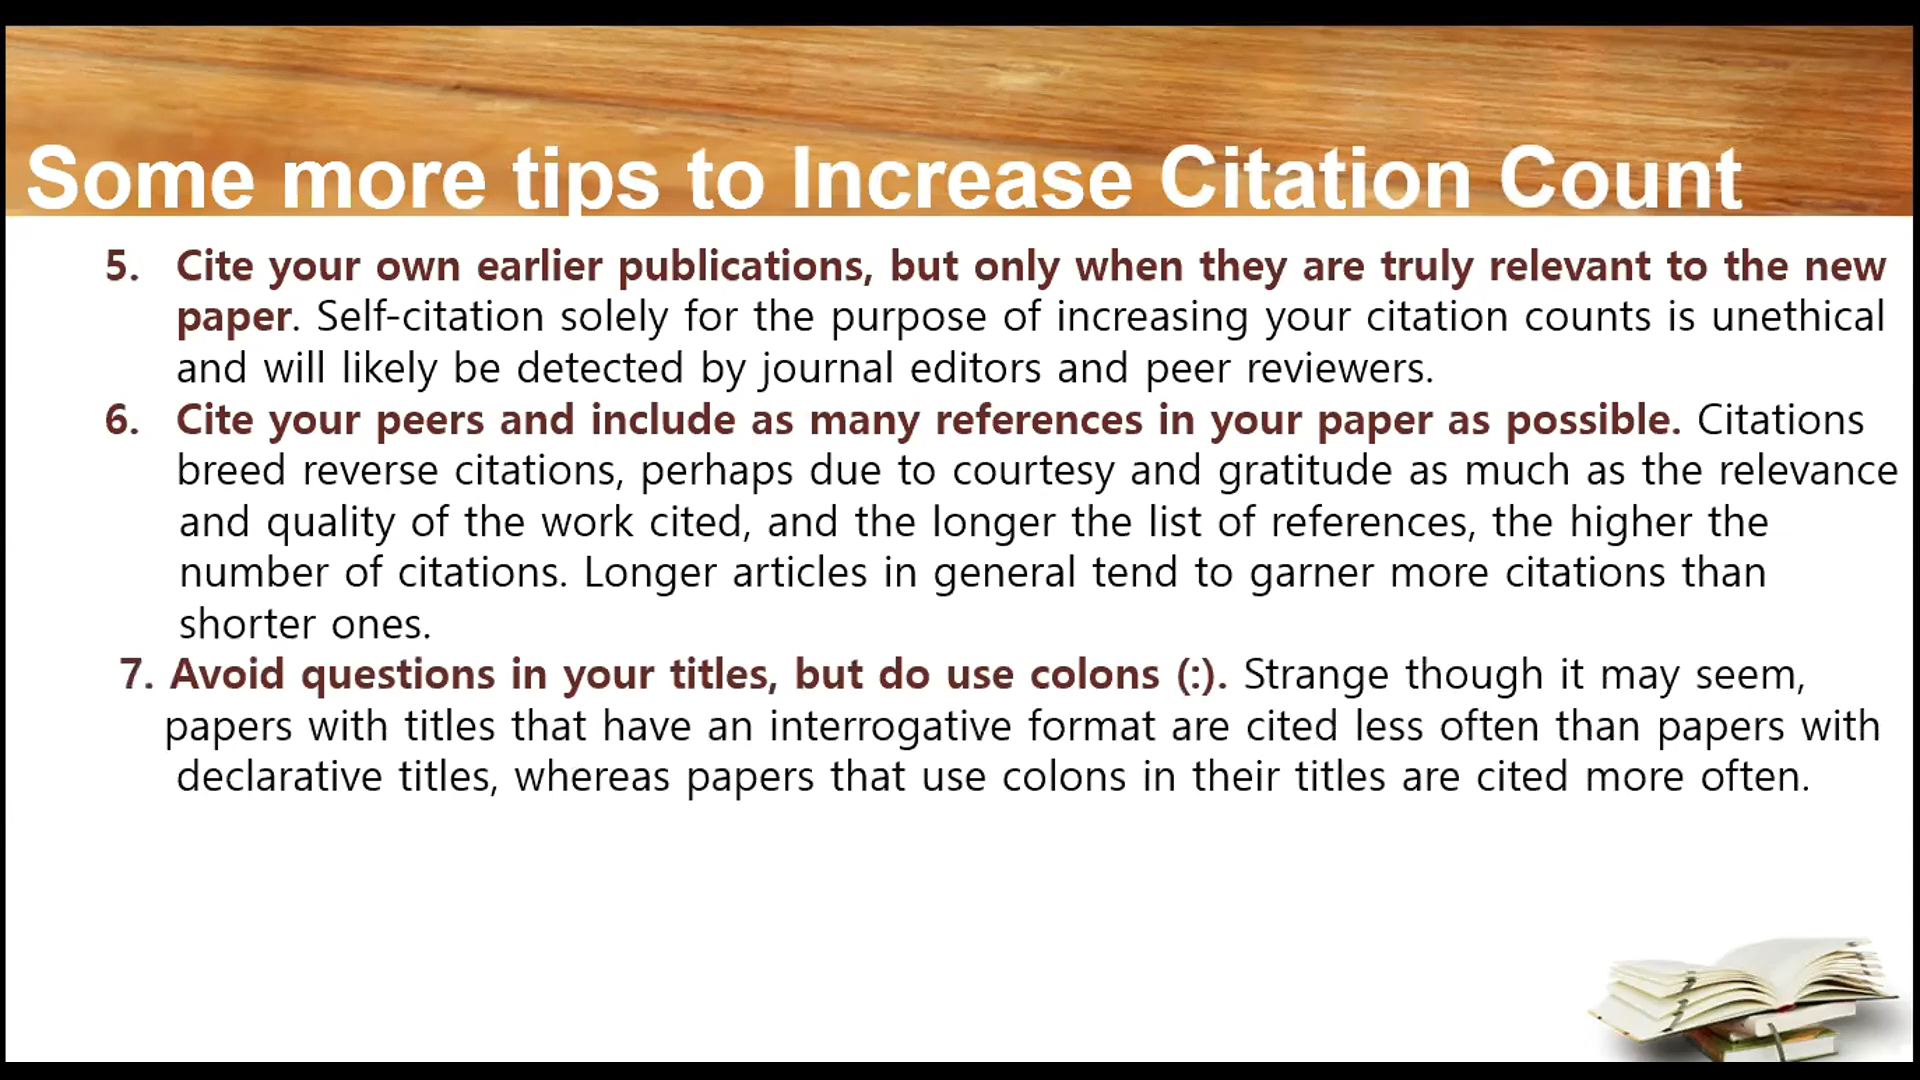 Some more tips to Increase Citation Count
5. Cite your own earlier publications, but only when they are truly relevant to the new
paper. Self-citation solely for the purpose of increasing your citation counts is unethical
and will likely be detected by journal editors and peer reviewers.
6. Cite your peers and include as many references in your paper as possible. Citations
breed reverse citations, perhaps due to courtesy and gratitude as much as the relevance
and quality of the work cited, and the longer the list of references, the higher the
number of citations. Longer articles in general tend to garner more citations than
shorter ones.
7. Avoid questions in your titles, but do use colons (:). Strange though it may seem,
papers with titles that have an interrogative format are cited less often than papers with
declarative titles, whereas papers that use colons in their titles are cited more often.